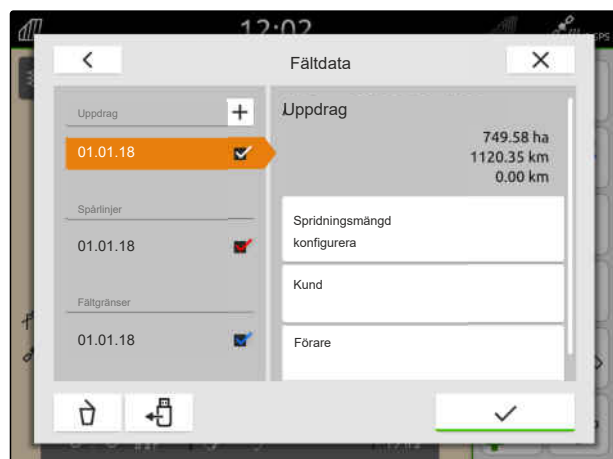 12:02
GPS
Fältdata
Uppdrag
01.01.18
Spårlinjer
01.01.18
Fältgränser
01.01.18
Uppdrag
749.58 ha
1120.35 km
0.00 km
Spridningsmängd
konfigurera
Kund
Förare